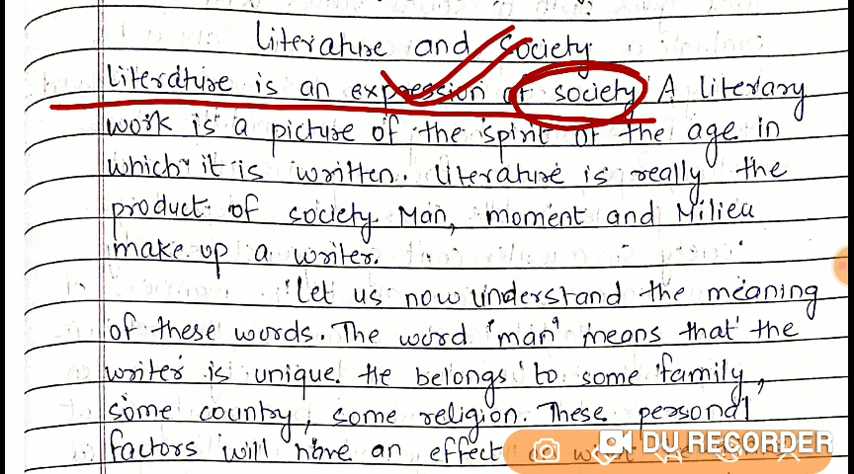 Literature and Society
Literature is an expression of society. A literary
work is a picture of the spirit of the age in
which it is written. Literature is really the
product of society. Man, moment and Milieu
make up a writer.
Let us now understand the meaning
of these words. The word "man" means that the
writer is unique. He belongs to some family,
some country, some religion. These personal
factors will have an effect
DU RECORDER